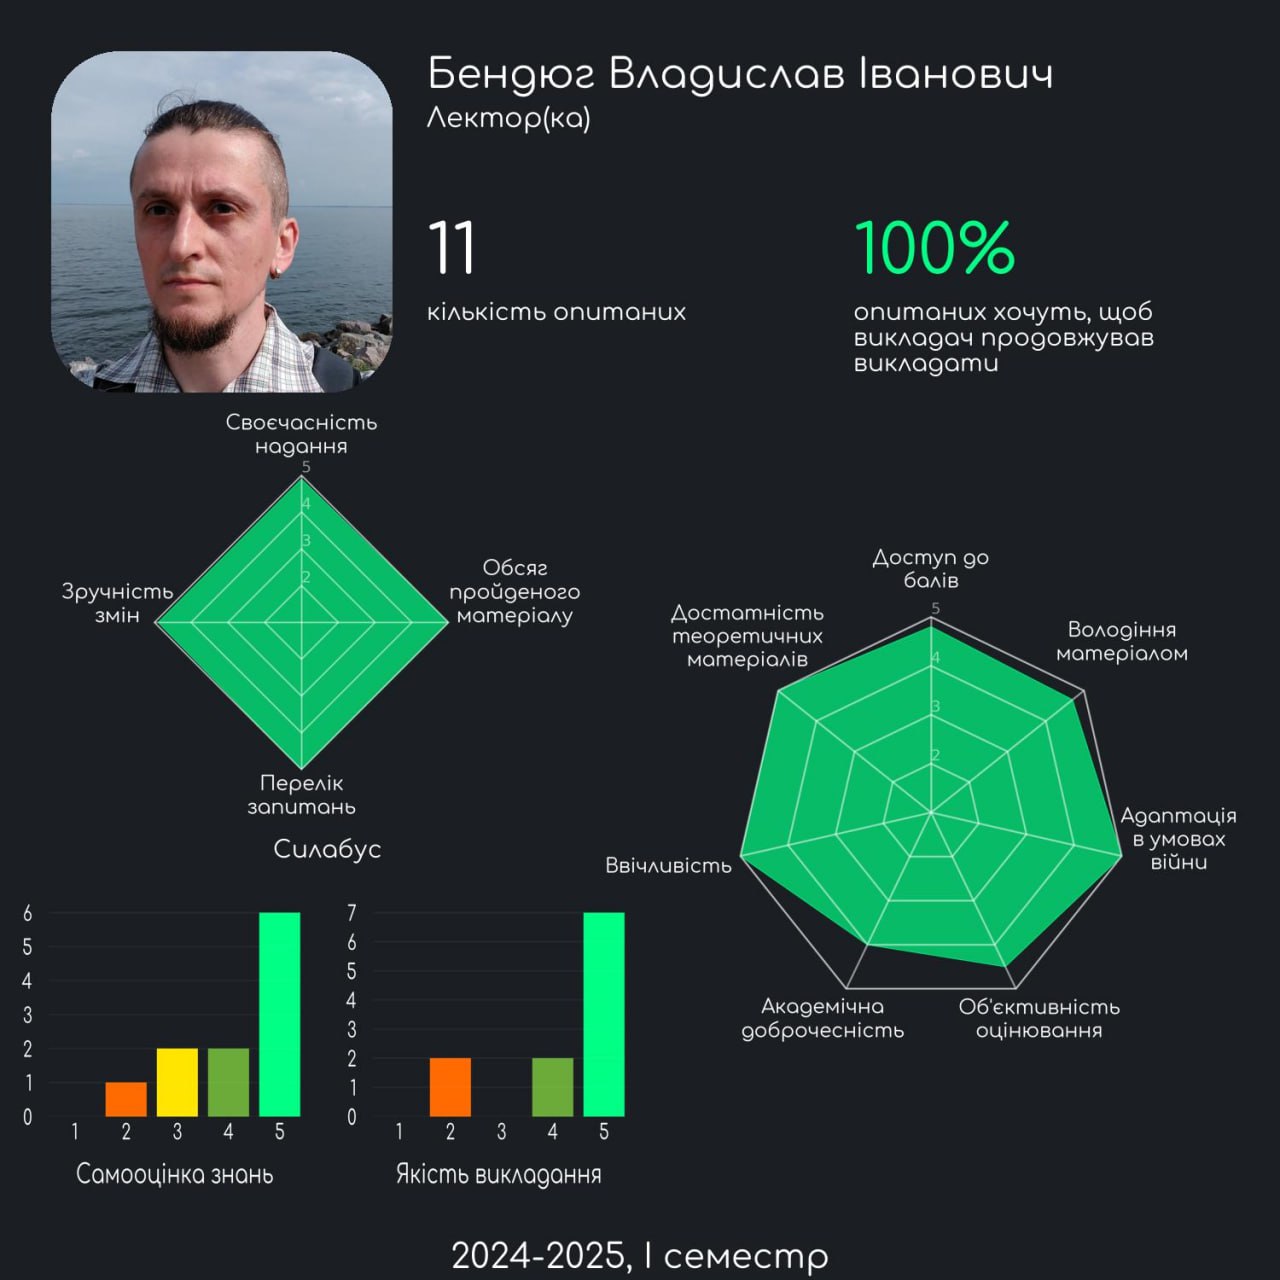 Бендюг Владислав Іванович
Лектор(ка)
11
кількість опитаних
100%
опитаних хочуть, щоб
викладач продовжував
викладати
Своєчасність
надання
5
4
3
2
Обсяг
пройденого
матеріалу
Зручність
змін
Перелік
запитань
Силабус
Доступ до
балів
5
4
3
2
Володіння
матеріалом
Достатність
теоретичних
матеріалів
Адаптація
в умовах
війни
Ввічливість
Академічна
доброчесність
Об'єктивність
оцінювання
6
5
4
3
2
1
0
1 2 3 4 5
Самооцінка знань
7
6
5
4
3
2
1
0
1 2 3 4 5
Якість викладання
2024-2025, І семестр